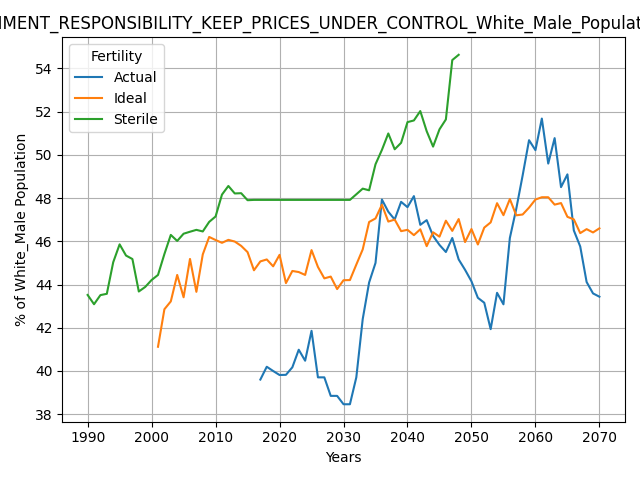 NMENT_RESPONSIBILITY_KEEP_PRICES_UNDER_CONTROL_White_Male_Populat
Fertility
Actual
Ideal
Sterile
% of White_Male Population
54
52
50
48
46
44
42
40
38
1990 2000 2010 2020 2030 2040 2050 2060 2070
Years